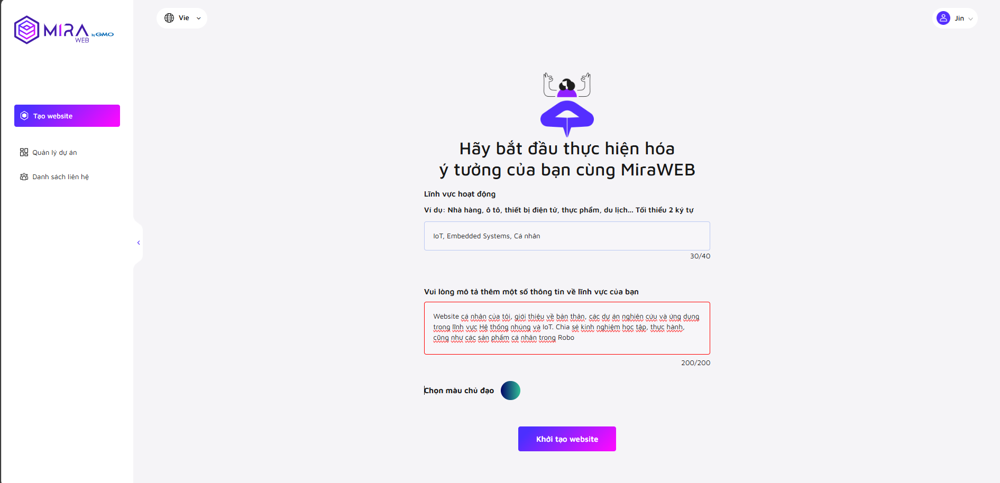 MIRA
WEB
by GMO
Vie
Jin
Tạo website
Quản lý dự án
Danh sách liên hệ
Hãy bắt đầu thực hiện hóa
ý tưởng của bạn cùng MiraWEB
Lĩnh vực hoạt động
Ví dụ: Nhà hàng, ô tô, thiết bị điện tử, thực phẩm, du lịch... Tối thiểu 2 ký tự
IoT, Embedded Systems, Cá nhân
30/40
Vui lòng mô tả thêm một số thông tin về lĩnh vực của bạn
Website cá nhân của tôi, giới thiệu về bản thân, các dự án nghiên cứu và ứng dụng
trong lĩnh vực Hệ thống nhúng và IoT. Chia sẻ kinh nghiệm học tập, thực hành,
cũng như các sản phẩm cá nhân trong Robo
200/200
Chọn màu chủ đạo
Khởi tạo website